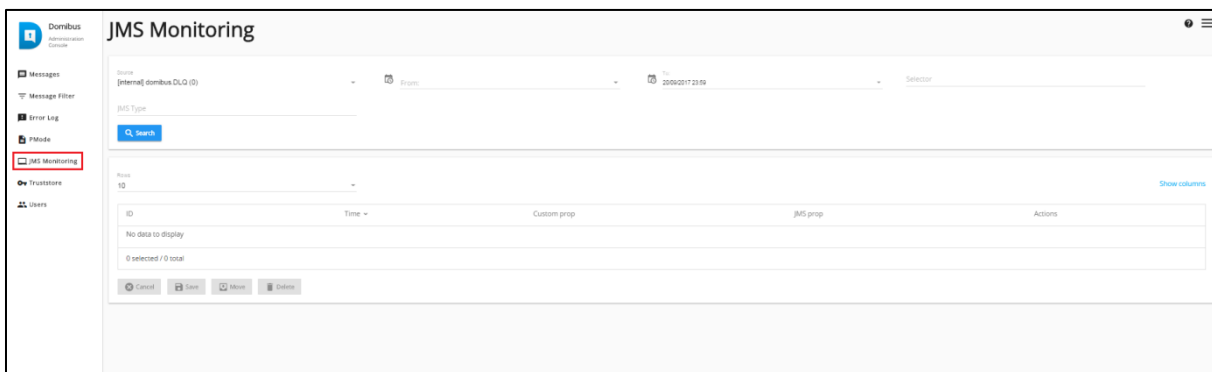 Domibus
Administration
Console
JMS Monitoring
Messages
Message Filter
Error Log
PMode
JMS Monitoring
Truststore
Users
Source
[internal] domibus.DLQ (0)
From:
To:
20/09/2017 23:59
Selector
JMS Type
Search
Rows
10
Show columns
ID Time Custom prop JMS prop Actions
No data to display
0 selected / 0 total
Cancel Save Move Delete